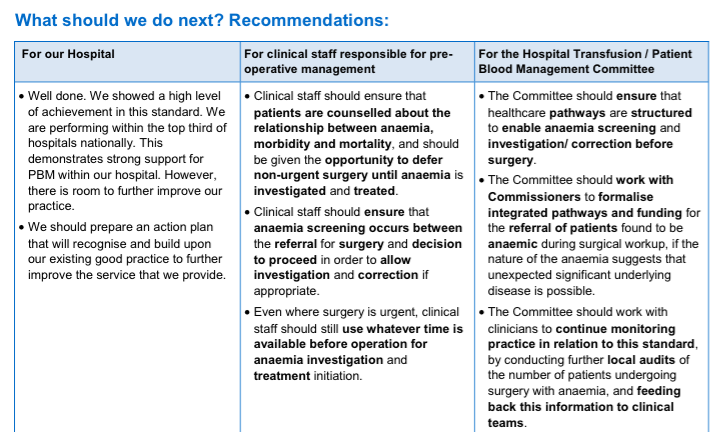 What should we do next? Recommendations:
For our Hospital
For clinical staff responsible for pre-
operative management
For the Hospital Transfusion / Patient
Blood Management Committee
• Well done. We showed a high level
of achievement in this standard. We
are performing within the top third of
hospitals nationally. This
demonstrates strong support for
PBM within our hospital. However,
there is room to further improve our
practice.
• We should prepare an action plan
that will recognise and build upon
our existing good practice to further
improve the service that we provide.
• Clinical staff should ensure that
patients are counselled about the
relationship between anaemia,
morbidity and mortality, and should
be given the opportunity to defer
non-urgent surgery until anaemia is
investigated and treated.
• Clinical staff should ensure that
anaemia screening occurs between
the referral for surgery and decision
to proceed in order to allow
investigation and correction if
appropriate.
• Even where surgery is urgent, clinical
staff should still use whatever time is
available before operation for
anaemia investigation and
treatment initiation.
• The Committee should ensure that
healthcare pathways are structured
to enable anaemia screening and
investigation/ correction before
surgery.
• The Committee should work with
Commissioners to formalise
integrated pathways and funding for
the referral of patients found to be
anaemic during surgical workup, if the
nature of the anaemia suggests that
unexpected significant underlying
disease is possible.
• The Committee should work with
clinicians to continue monitoring
practice in relation to this standard,
by conducting further local audits of
the number of patients undergoing
surgery with anaemia, and feeding
back this information to clinical
teams.